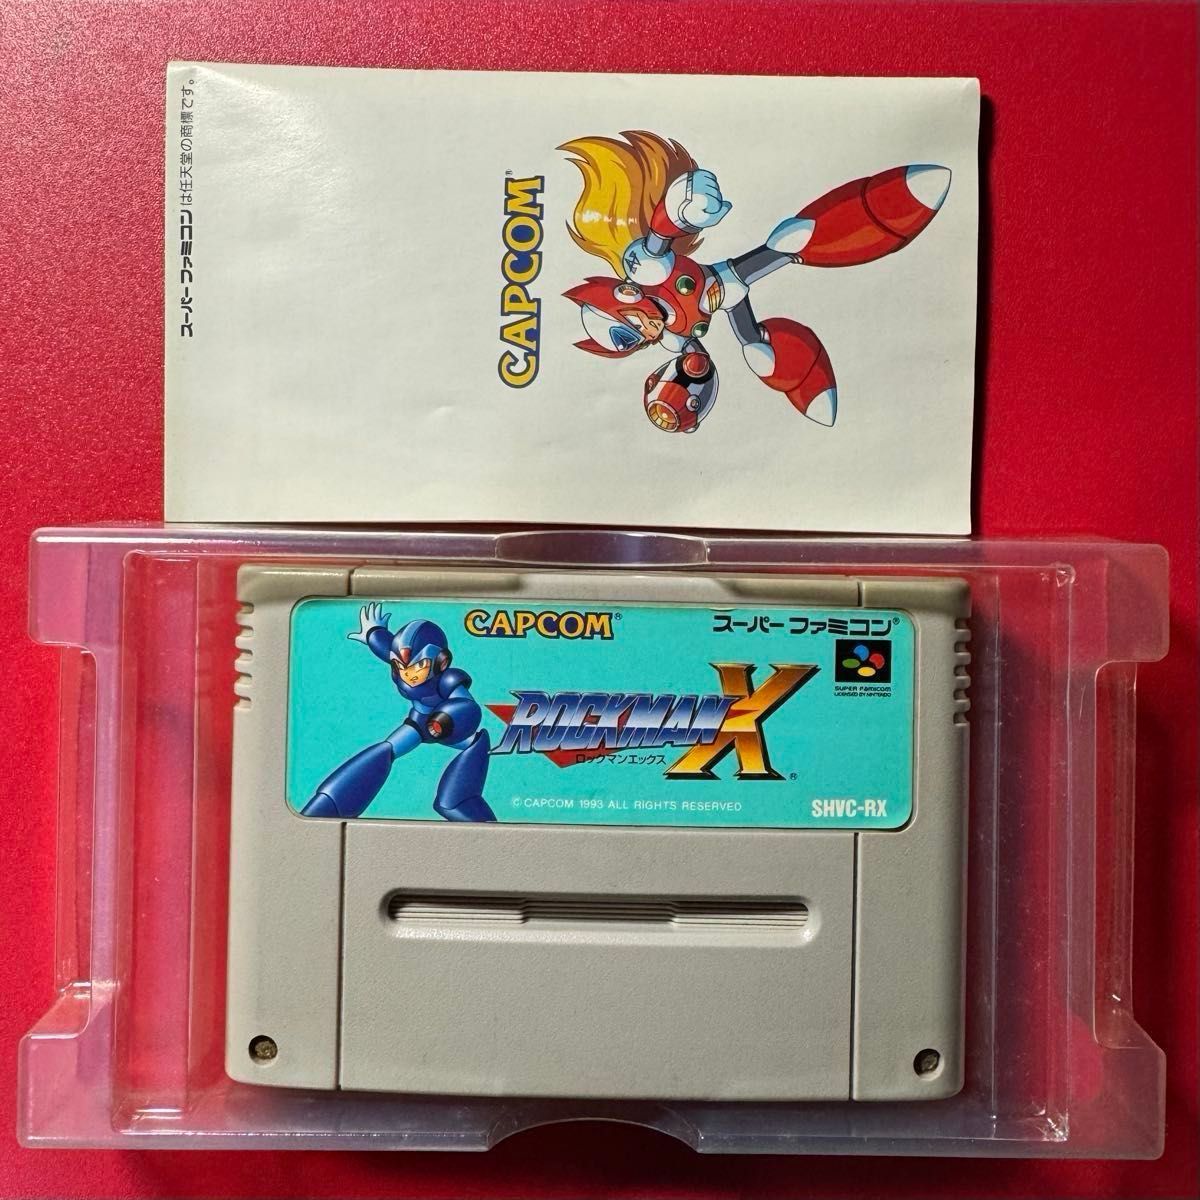 スーパーファミコンは任天堂の商標です。
CAPCOM®
CAPCOM®
スーパーファミコン®
SUPER FAMICOM
LICENSED BY NINTENDO
ROCKMAN X®
ロックマンエックス
© CAPCOM 1993 ALL RIGHTS RESERVED
SHVC-RX